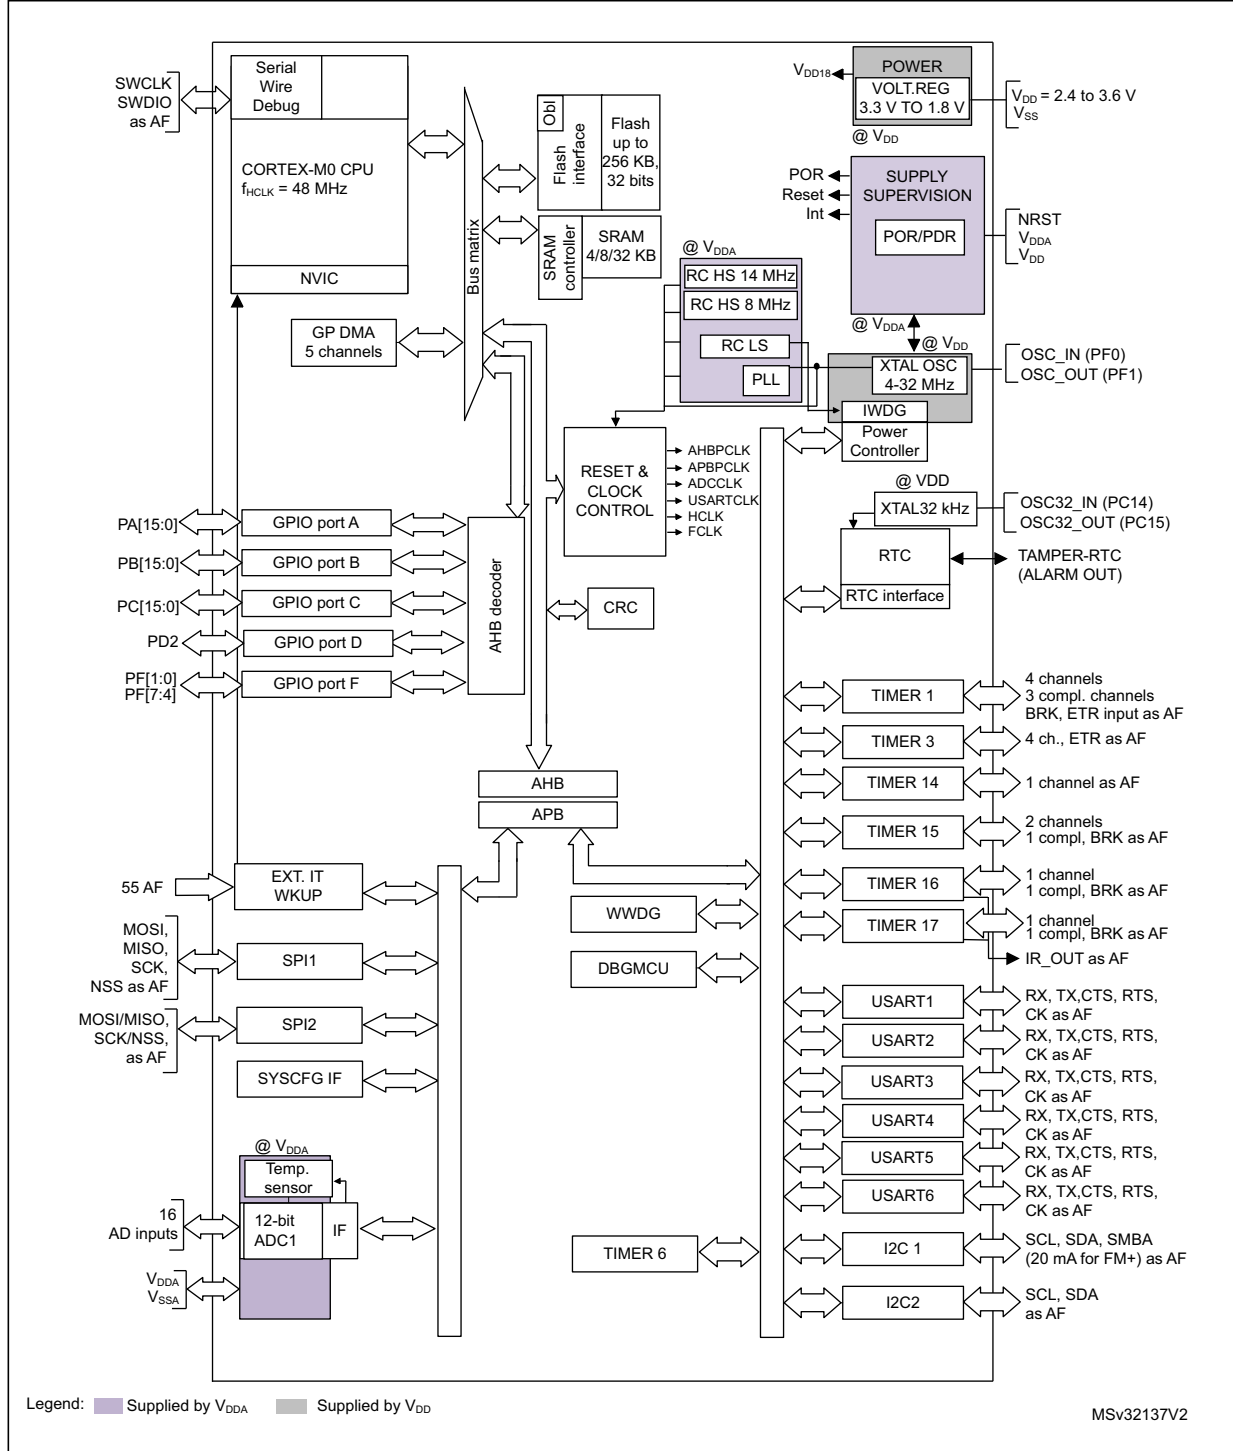 SWCLK
SWDIO
as AF
Serial
Wire
Debug
CORTEX-M0 CPU
fHCLK = 48 MHz
NVIC
Bus matrix
Obl
Flash
interface
Flash
up to
256 KB,
32 bits
SRAM
controller
SRAM
4/8/32 KB
GP DMA
5 channels
VDD18
POWER
VOLT.REG
3.3 V TO 1.8 V
@ VDD
VDD = 2.4 to 3.6 V
VSS
POR
Reset
Int
SUPPLY
SUPERVISION
POR/PDR
NRST
VDDA
VDD
@ VDDA
@ VDDA
RC HS 14 MHz
RC HS 8 MHz
RC LS
PLL
@ VDD
XTAL OSC
4-32 MHz
OSC_IN (PF0)
OSC_OUT (PF1)
IWDG
Power
Controller
RESET &
CLOCK
CONTROL
AHBPCLK
APBPCLK
ADCCLK
USARTCLK
HCLK
FCLK
@ VDD
XTAL32 kHz
OSC32_IN (PC14)
OSC32_OUT (PC15)
RTC
RTC interface
TAMPER-RTC
(ALARM OUT)
PA[15:0]
GPIO port A
PB[15:0]
GPIO port B
PC[15:0]
GPIO port C
PD2
GPIO port D
PF[1:0]
PF[7:4]
GPIO port F
AHB decoder
CRC
AHB
APB
TIMER 1
4 channels
3 compl. channels
BRK, ETR input as AF
TIMER 3
4 ch., ETR as AF
TIMER 14
1 channel as AF
TIMER 15
2 channels
1 compl, BRK as AF
TIMER 16
1 channel
1 compl, BRK as AF
TIMER 17
1 channel
1 compl, BRK as AF
IR_OUT as AF
55 AF
EXT. IT
WKUP
WWDG
DBGMCU
MOSI,
MISO,
SCK,
NSS as AF
SPI1
MOSI/MISO,
SCK/NSS,
as AF
SPI2
SYSCFG IF
USART1
RX, TX,CTS, RTS,
CK as AF
USART2
RX, TX,CTS, RTS,
CK as AF
USART3
RX, TX,CTS, RTS,
CK as AF
USART4
RX, TX,CTS, RTS,
CK as AF
USART5
RX, TX,CTS, RTS,
CK as AF
USART6
RX, TX,CTS, RTS,
CK as AF
@ VDDA
Temp.
sensor
16
AD inputs
12-bit
ADC1
IF
VDDA
VSSA
TIMER 6
I2C 1
SCL, SDA, SMBA
(20 mA for FM+) as AF
I2C2
SCL, SDA
as AF
Legend: Supplied by VDDA Supplied by VDD
MSv32137V2